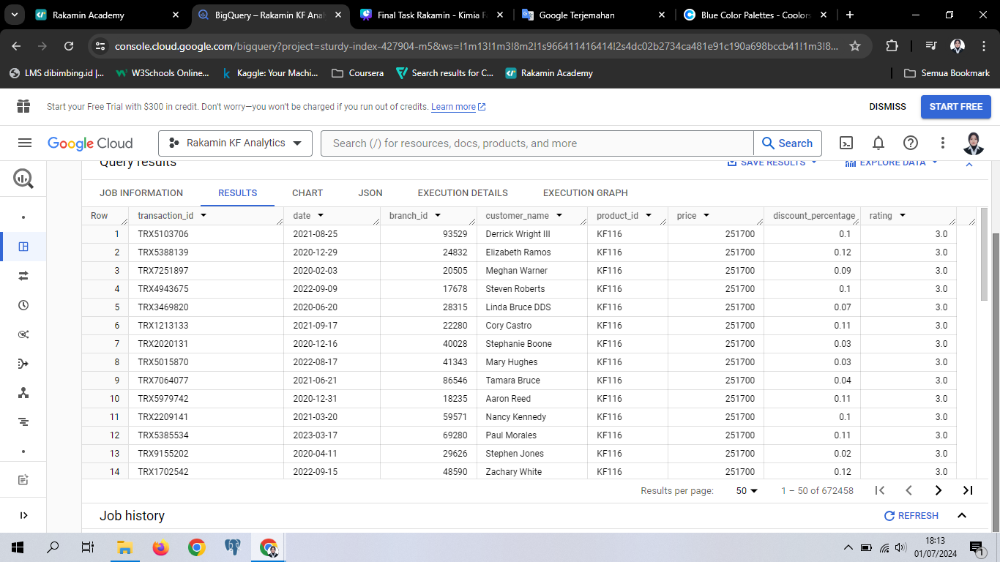 Rakamin Academy
BigQuery – Rakamin KF Anal
Final Task Rakamin - Kimia F
Google Terjemahan
Blue Color Palettes - Coolors
console.cloud.google.com/bigquery?project=sturdy-index-427904-m5&ws=!1m13!1m3!8m2!1s966411416414!2s4dc02b2734ca481e91c190a698bccb41!1m3!8...
LMS dibimbing.id |...
W3Schools Online...
Kaggle: Your Machi...
Coursera
Search results for C...
Rakamin Academy
Semua Bookmark
Start your Free Trial with $300 in credit. Don't worry—you won't be charged if you run out of credits. Learn more
DISMISS
START FREE
Google Cloud
Rakamin KF Analytics
Search (/) for resources, docs, products, and more
Search
Query results
SAVE RESULTS
EXPLORE DATA
JOB INFORMATION RESULTS CHART JSON EXECUTION DETAILS EXECUTION GRAPH
Row transaction_id date branch_id customer_name product_id price discount_percentage rating
1 TRX5103706 2021-08-25 93529 Derrick Wright III KF116 251700 0.1 3.0
2 TRX5388139 2020-12-29 24832 Elizabeth Ramos KF116 251700 0.12 3.0
3 TRX7251897 2020-02-03 20505 Meghan Warner KF116 251700 0.09 3.0
4 TRX4943675 2022-09-09 17678 Steven Roberts KF116 251700 0.1 3.0
5 TRX3469820 2020-06-20 28315 Linda Bruce DDS KF116 251700 0.07 3.0
6 TRX1213133 2021-09-17 22280 Cory Castro KF116 251700 0.11 3.0
7 TRX2020131 2020-12-16 40028 Stephanie Boone KF116 251700 0.03 3.0
8 TRX5015870 2022-08-17 41343 Mary Hughes KF116 251700 0.03 3.0
9 TRX7064077 2021-06-21 86546 Tamara Bruce KF116 251700 0.04 3.0
10 TRX5979742 2020-12-31 18235 Aaron Reed KF116 251700 0.11 3.0
11 TRX2209141 2021-03-20 59571 Nancy Kennedy KF116 251700 0.1 3.0
12 TRX5385534 2023-03-17 69280 Paul Morales KF116 251700 0.11 3.0
13 TRX9155202 2020-04-11 29626 Stephen Jones KF116 251700 0.02 3.0
14 TRX1702542 2022-09-15 48590 Zachary White KF116 251700 0.12 3.0
Results per page: 50 1 – 50 of 672458
Job history
REFRESH
18:13
01/07/2024
1